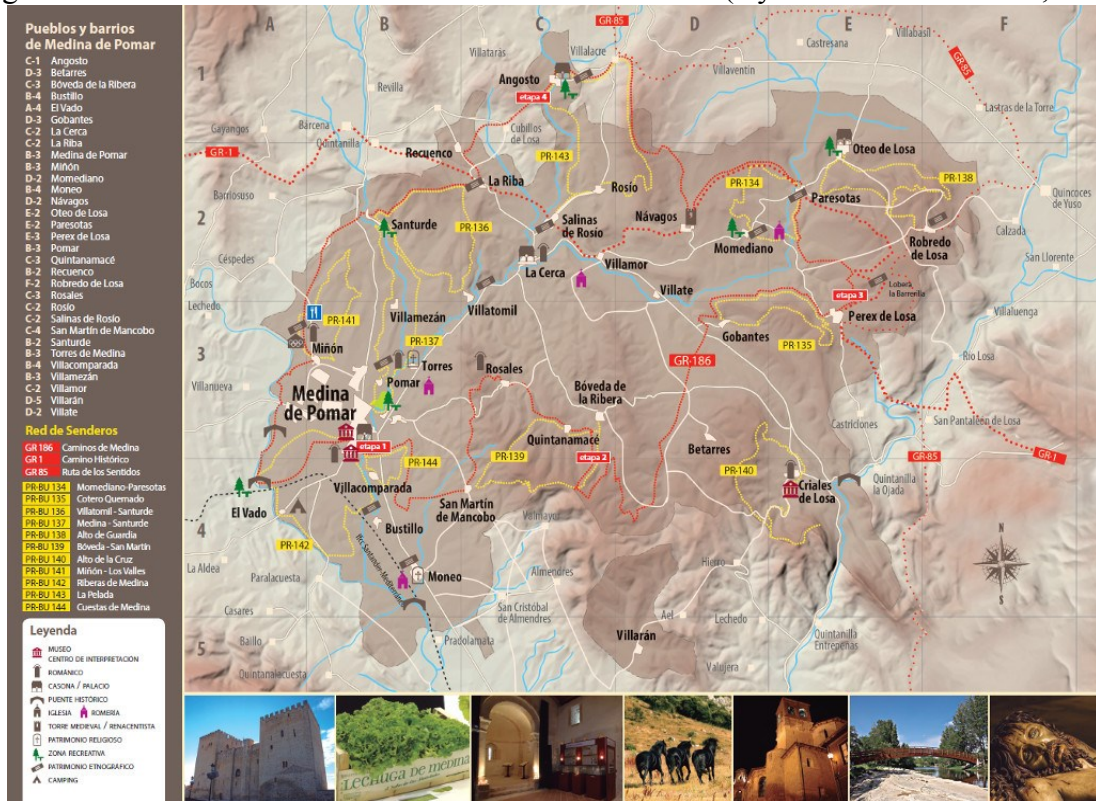 Pueblos y barrios
de Medina de Pomar
C-1 Angosto
D-3 Betarres
C-3 Bóveda de la Ribera
B-4 Bustillo
A-4 El Vado
D-3 Gobantes
C-2 La Cerca
C-2 La Riba
B-3 Medina de Pomar
B-3 Miñón
D-2 Momediano
B-4 Moneo
D-2 Návagos
E-2 Oteo de Losa
E-2 Paresotas
E-3 Perex de Losa
B-3 Pomar
C-3 Quintanamacé
B-2 Recuenco
F-2 Robredo de Losa
C-3 Rosales
C-2 Rosío
C-2 Salinas de Rosío
C-4 San Martín de Mancobo
B-2 Santurde
B-3 Torres de Medina
B-4 Villacomparada
B-3 Villamezán
C-2 Villamor
D-5 Villarán
D-2 Villate
Red de Senderos
GR 186 Caminos de Medina
GR 1 Camino Histórico
GR 85 Ruta de los Sentidos
PR-BU 134 Momediano-Paresotas
PR-BU 135 Cotero Quemado
PR-BU 136 Villatomil - Santurde
PR-BU 137 Medina - Santurde
PR-BU 138 Alto de Guardia
PR-BU 139 Bóveda - San Martín
PR-BU 140 Alto de la Cruz
PR-BU 141 Miñón - Los Valles
PR-BU 142 Riberas de Medina
PR-BU 143 La Pelada
PR-BU 144 Cuestas de Medina
Leyenda
MUSEO
CENTRO DE INTERPRETACIÓN
ROMÁNICO
CASONA / PALACIO
PUENTE HISTÓRICO
IGLESIA ROMERÍA
TORRE MEDIEVAL / RENACENTISTA
PATRIMONIO RELIGIOSO
ZONA RECREATIVA
PATRIMONIO ETNOGRÁFICO
CAMPING
A B C D E F
GR-85
Villatarás
Villalacre
Castresana
Villabasil
1
Angosto
Villaventín
GR-85
Revilla
etapa 4
Lastras de la Torre
Gayangos
Bárcena
Cubillos
de Losa
Quintanilla
Oteo de Losa
GR-1
Recuenco
PR-143
PR-134
PR-138
La Riba
Rosío
Paresotas
Quincoces
de Yuso
Barriosuso
2
Santurde
PR-136
Salinas
de Rosío
Návagos
Momediano
Robredo
de Losa
Calzada
Céspedes
La Cerca
Villamor
San Llorente
Bocos
Villate
Lobera
la Barrerilla
Lechedo
Villatomil
etapa 3
PR-141
Villamezán
Perex de Losa
Villaluenga
3
Miñón
PR-137
Gobantes
PR-135
Torres
Rosales
GR-186
Río Losa
Villanueva
Pomar
Medina
de Pomar
Bóveda de
la Ribera
Castriciones
San Pantaleón de Losa
Quintanamacé
etapa 1
Betarres
PR-144
PR-139
etapa 2
PR-140
GR-85
GR-1
Villacomparada
Criales
de Losa
Quintanilla
la Ojada
El Vado
San Martín
de Mancobo
4
Bustillo
Valmayor
N
PR-142
Hierro
La Aldea
Paralacuesta
Moneo
Almendres
S
Casares
San Cristóbal
de Almendres
Ael
Lechedo
Baillo
5
Pradolamata
Villarán
Quintanilla
Entrepeñas
Quintanalacuesta
Valujera
LECHUGA DE MEDINA